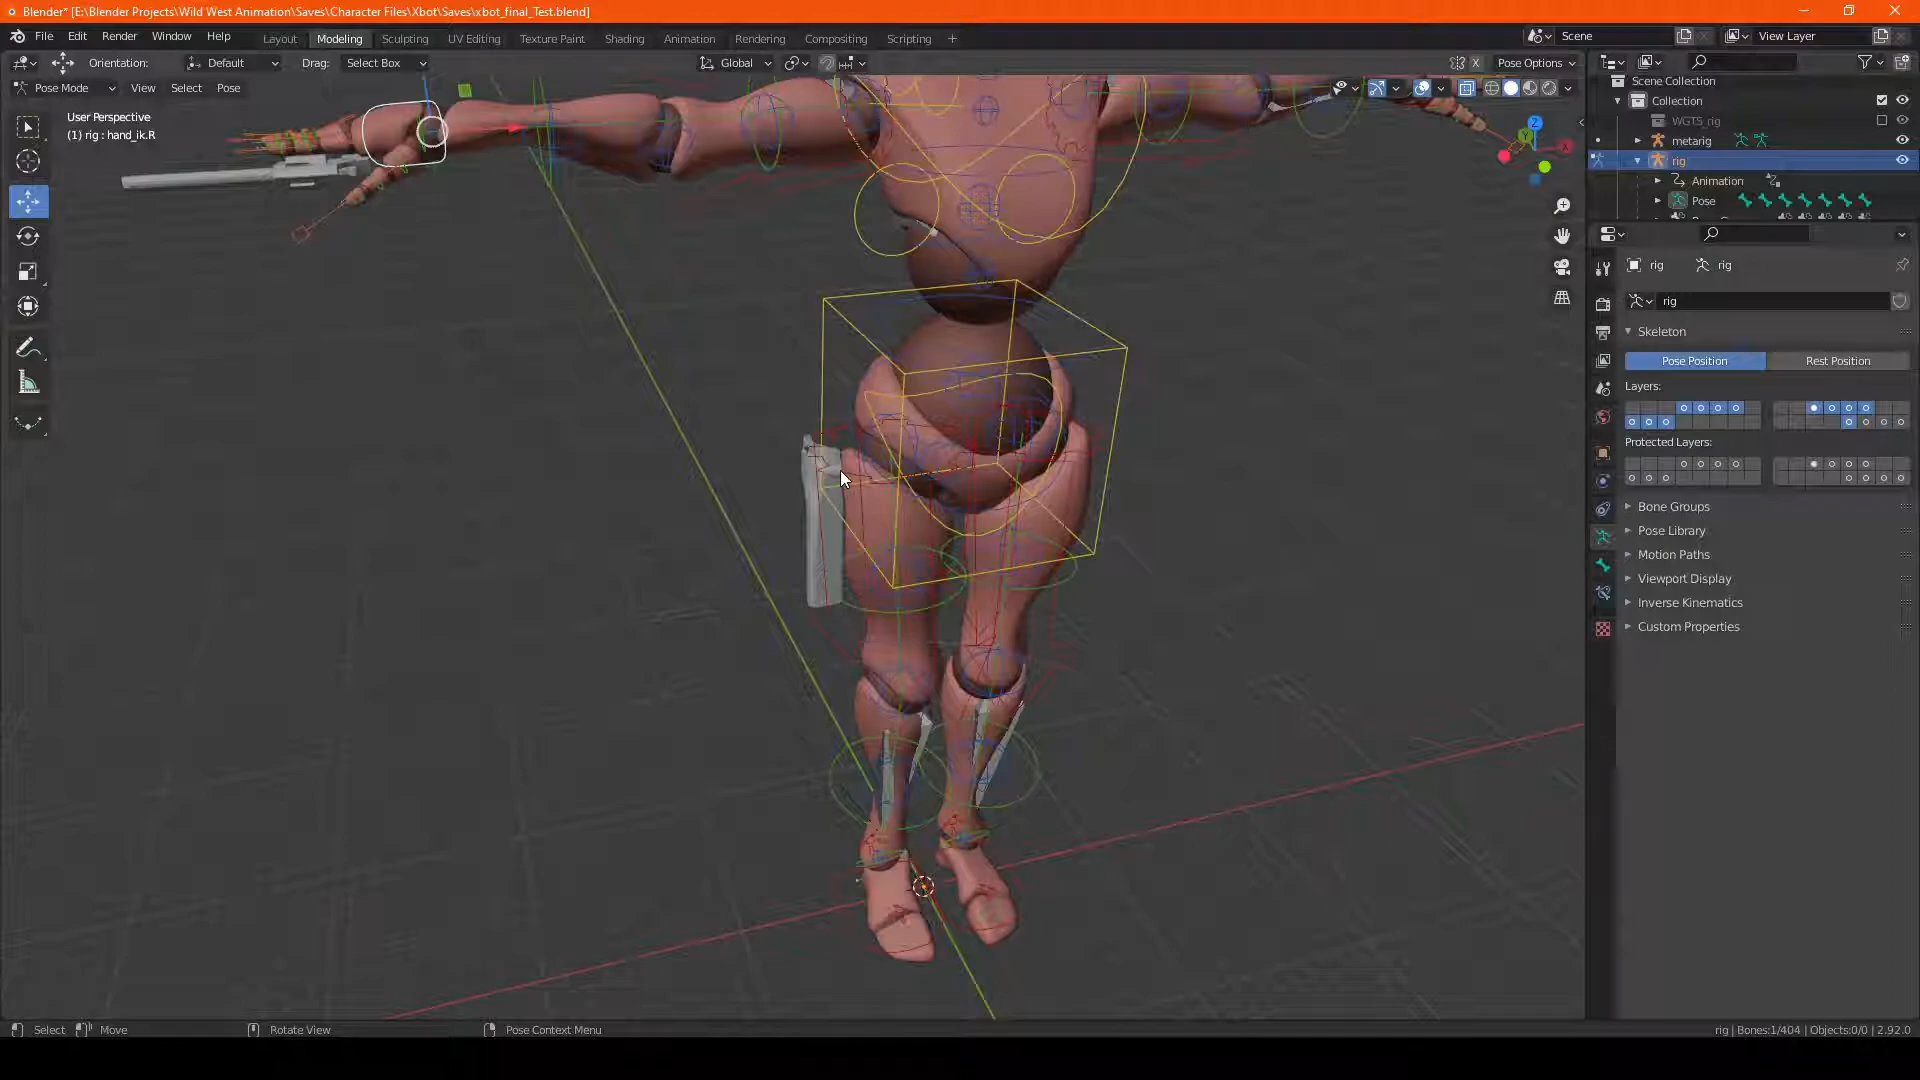 Blender* [E:\Blender Projects\Wild West Animation\Saves\Character Files\Xbot\Saves\xbot_final_Test.blend]
File Edit Render Window Help Layout Modeling Sculpting UV Editing Texture Paint Shading Animation Rendering Compositing Scripting + Scene View Layer
Orientation: Default Drag: Select Box Global X Pose Options
Pose Mode View Select Pose
User Perspective
(1) rig : hand_ik.R
Z
Y
X
Scene Collection
Collection
WGTS_rig
metarig
rig
Animation
Pose
rig rig
rig
Skeleton
Pose Position Rest Position
Layers:
Protected Layers:
Bone Groups
Pose Library
Motion Paths
Viewport Display
Inverse Kinematics
Custom Properties
Select Move Rotate View Pose Context Menu rig | Bones:1/404 | Objects:0/0 | 2.92.0